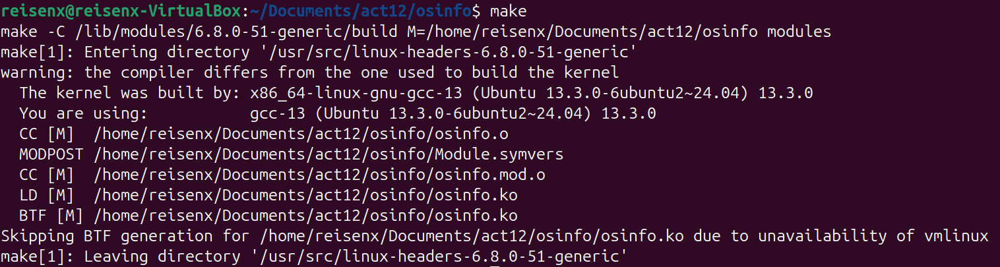 reisenx@reisenx-VirtualBox:~/Documents/act12/osinfo$ make
make -C /lib/modules/6.8.0-51-generic/build M=/home/reisenx/Documents/act12/osinfo modules
make[1]: Entering directory '/usr/src/linux-headers-6.8.0-51-generic'
warning: the compiler differs from the one used to build the kernel
  The kernel was built by: x86_64-linux-gnu-gcc-13 (Ubuntu 13.3.0-6ubuntu2~24.04) 13.3.0
  You are using:           gcc-13 (Ubuntu 13.3.0-6ubuntu2~24.04) 13.3.0
  CC [M]  /home/reisenx/Documents/act12/osinfo/osinfo.o
  MODPOST /home/reisenx/Documents/act12/osinfo/Module.symvers
  CC [M]  /home/reisenx/Documents/act12/osinfo/osinfo.mod.o
  LD [M]  /home/reisenx/Documents/act12/osinfo/osinfo.ko
  BTF [M] /home/reisenx/Documents/act12/osinfo/osinfo.ko
Skipping BTF generation for /home/reisenx/Documents/act12/osinfo/osinfo.ko due to unavailability of vmlinux
make[1]: Leaving directory '/usr/src/linux-headers-6.8.0-51-generic'